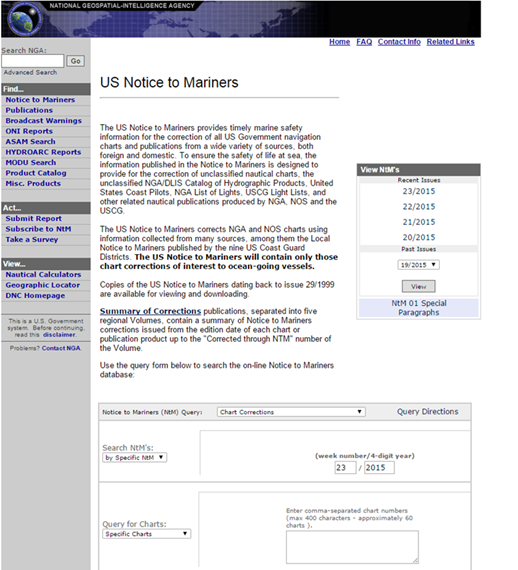 NATIONAL GEOSPATIAL-INTELLIGENCE AGENCY
Home FAQ Contact Info Related Links
Search NGA:
Go
Advanced Search
Find...
Notice to Mariners
Publications
Broadcast Warnings
ONI Reports
ASAM Search
HYDROARC Reports
MODU Search
Product Catalog
Misc. Products
Act...
Submit Report
Subscribe to NtM
Take a Survey
View...
Nautical Calculators
Geographic Locator
DNC Homepage
This is a U.S. Government
system. Before continuing,
read this disclaimer.
Problems? Contact NGA.
US Notice to Mariners
The US Notice to Mariners provides timely marine safety
information for the correction of all US Government navigation
charts and publications from a wide variety of sources, both
foreign and domestic. To ensure the safety of life at sea, the
information published in the Notice to Mariners is designed to
provide for the correction of unclassified nautical charts, the
unclassified NGA/DLIS Catalog of Hydrographic Products, United
States Coast Pilots, NGA List of Lights, USCG Light Lists, and
other related nautical publications produced by NGA, NOS and the
USCG.
The US Notice to Mariners corrects NGA and NOS charts using
information collected from many sources, among them the Local
Notice to Mariners published by the nine US Coast Guard
Districts. The US Notice to Mariners will contain only those
chart corrections of interest to ocean-going vessels.
Copies of the US Notice to Mariners dating back to issue 29/1999
are available for viewing and downloading.
Summary of Corrections publications, separated into five
regional Volumes, contain a summary of Notice to Mariners
corrections issued from the edition date of each chart or
publication product up to the "Corrected through NTM" number of
the Volume.
Use the query form below to search the on-line Notice to Mariners
database:
View NtM's
Recent Issues
23/2015
22/2015
21/2015
20/2015
Past Issues
19/2015
View
NtM 01 Special
Paragraphs
Notice to Mariners (NtM) Query: Chart Corrections Query Directions
Search NtM's:
by Specific NtM
(week number/4-digit year)
23 / 2015
Query for Charts:
Specific Charts
Enter comma-separated chart numbers
(max 400 characters - approximately 60
charts ).